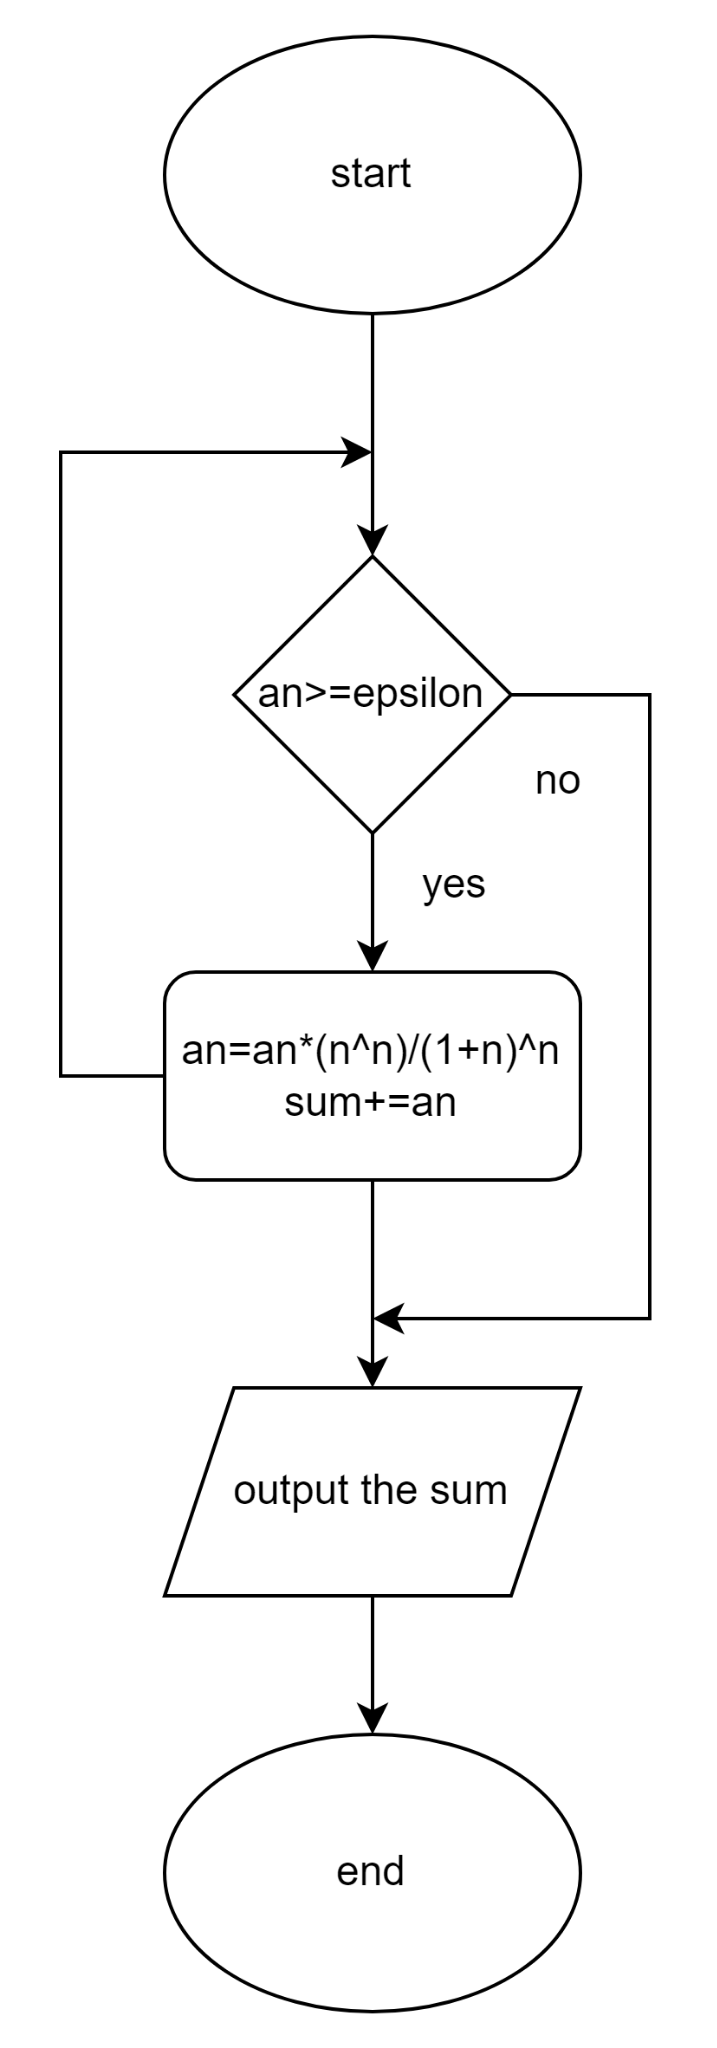 start
an>=epsilon
no
yes
an=an*(n^n)/(1+n)^n
sum+=an
output the sum
end